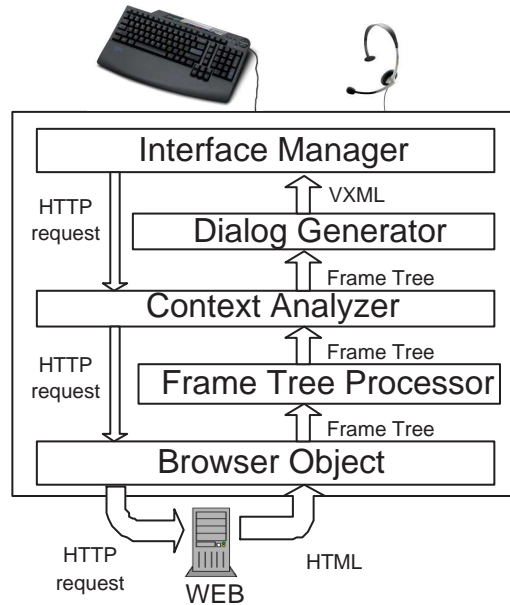 Interface Manager
HTTP
request
VXML
Dialog Generator
Frame Tree
Context Analyzer
HTTP
request
Frame Tree
Frame Tree Processor
Frame Tree
Browser Object
HTTP
request
WEB
HTML